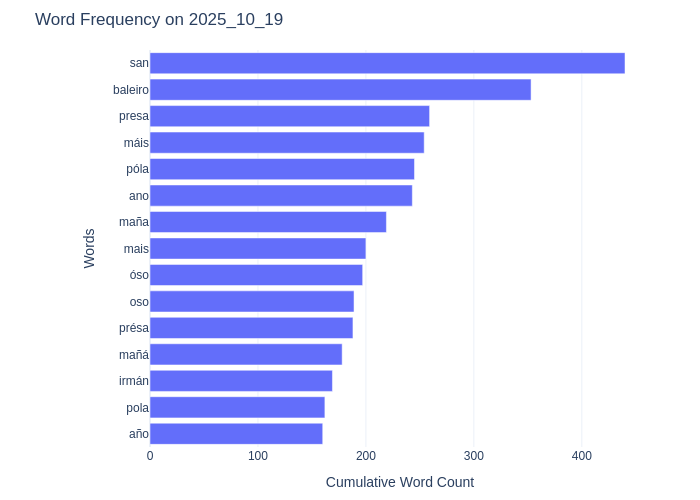 Word Frequency on 2025_10_19
san
baleiro
presa
máis
póla
ano
maña
mais
óso
oso
présa
mañá
irmán
pola
año
Words
0 100 200 300 400
Cumulative Word Count